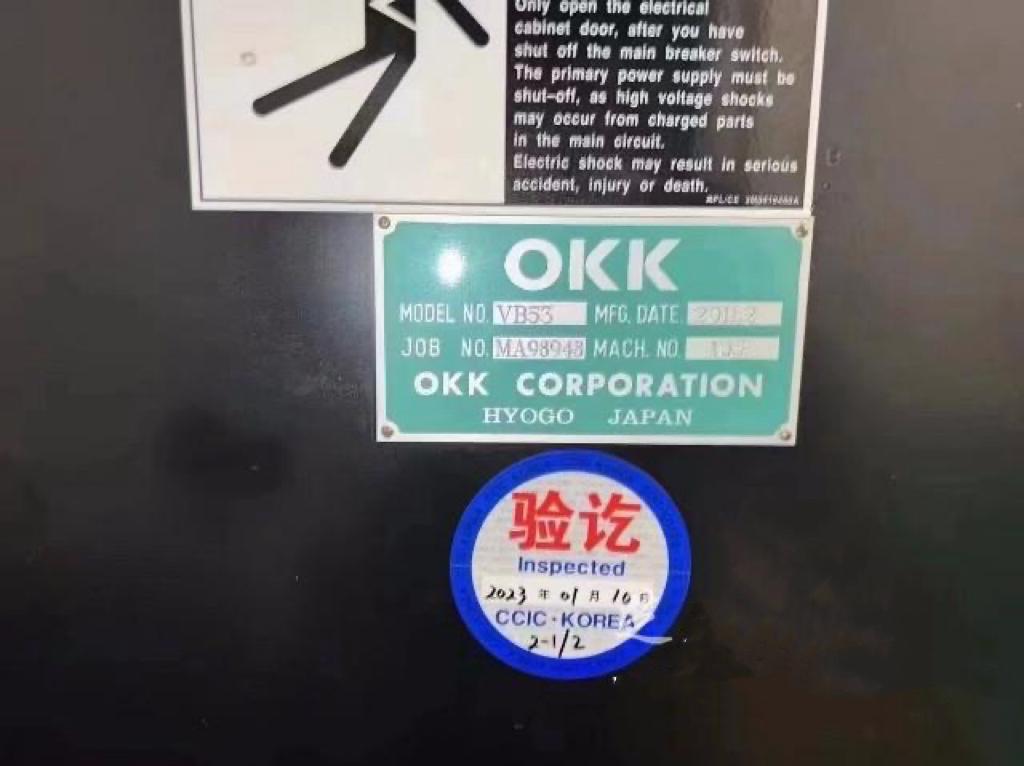 Only open the electrical
cabinet door, after you have
shut off the main breaker switch.
The primary power supply must be
shut-off, as high voltage shocks
may occur from charged parts
in the main circuit.
Electric shock may result in serious
accident, injury or death.
OKK
MODEL NO. VB53 MFG. DATE.
JOB NO. MA98948 MACH. NO.
OKK CORPORATION
HYOGO JAPAN
验讫
Inspected
2023 年 01 月 10 日
CCIC·KOREA
2-1/2